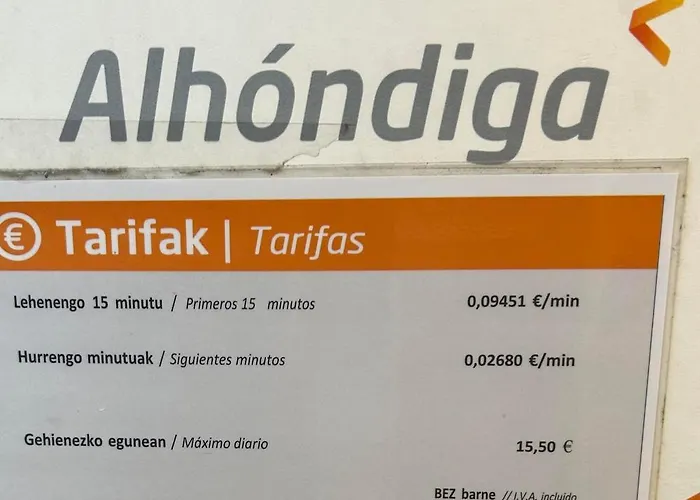 Alhóndiga
€ Tarifak | Tarifas
Lehenengo 15 minutu / Primeros 15 minutos 0,09451 €/min
Hurrengo minutuak / Siguientes minutos 0,02680 €/min
Gehienezko egunean / Máximo diario 15,50 €
BEZ barne // I.V.A. incluido